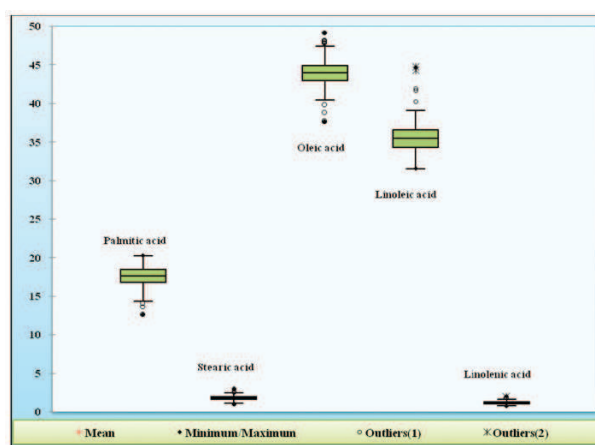 50
45
40
35
30
25
20
15
10
5
0
Oleic acid
Linoleic acid
Palmitic acid
Stearic acid
Linolenic acid
Mean
Minimum/Maximum
Outliers(1)
Outliers(2)